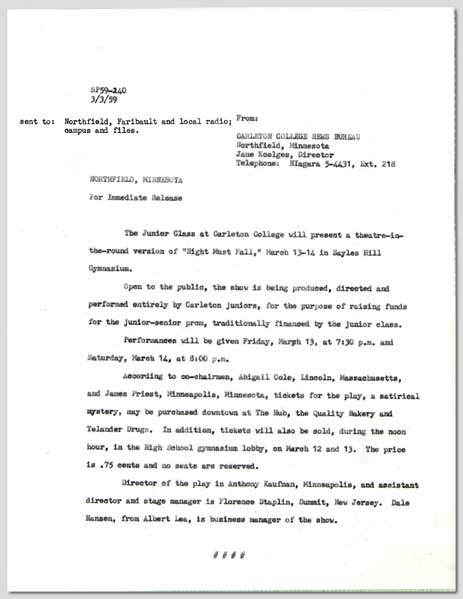 SP59-240
3/3/59
sent to: Northfield, Faribault and local radio;
campus and files.
From:
CARLETON COLLEGE NEWS BUREAU
Northfield, Minnesota
Jane Koelges, Director
Telephone: NIagara 5-4431, Ext. 218
NORTHFIELD, MINNESOTA
For Immediate Release
The Junior Class at Carleton College will present a theatre-in-
the-round version of "Night Must Fall," March 13-14 in Sayles Hill
Gymnasium.
Open to the public, the show is being produced, directed and
performed entirely by Carleton juniors, for the purpose of raising funds
for the junior-senior prom, traditionally financed by the junior class.
Performances will be given Friday, March 13, at 7:30 p.m. and
Saturday, March 14, at 8:00 p.m.
According to co-chairmen, Abigail Cole, Lincoln, Massachusetts,
and James Priest, Minneapolis, Minnesota, tickets for the play, a satirical
mystery, may be purchased downtown at The Hub, the Quality Bakery and
Telander Drugs. In addition, tickets will also be sold, during the noon
hour, in the High School gymnasium lobby, on March 12 and 13. The price
is .75 cents and no seats are reserved.
Director of the play in Anthony Kaufman, Minneapolis, and assistant
director and stage manager is Florence Staplin, Summit, New Jersey. Dale
Hansen, from Albert Lea, is business manager of the show.
# # # #